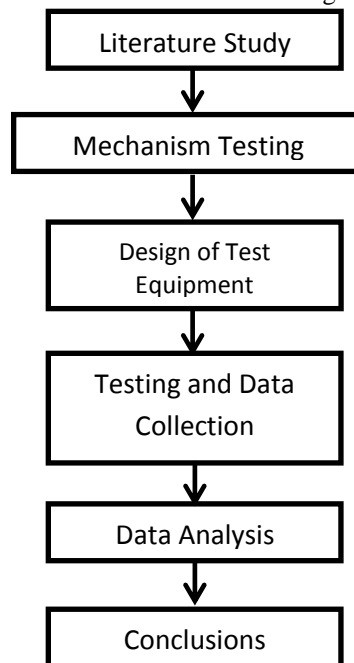 Literature Study
Mechanism Testing
Design of Test
Equipment
Testing and Data
Collection
Data Analysis
Conclusions